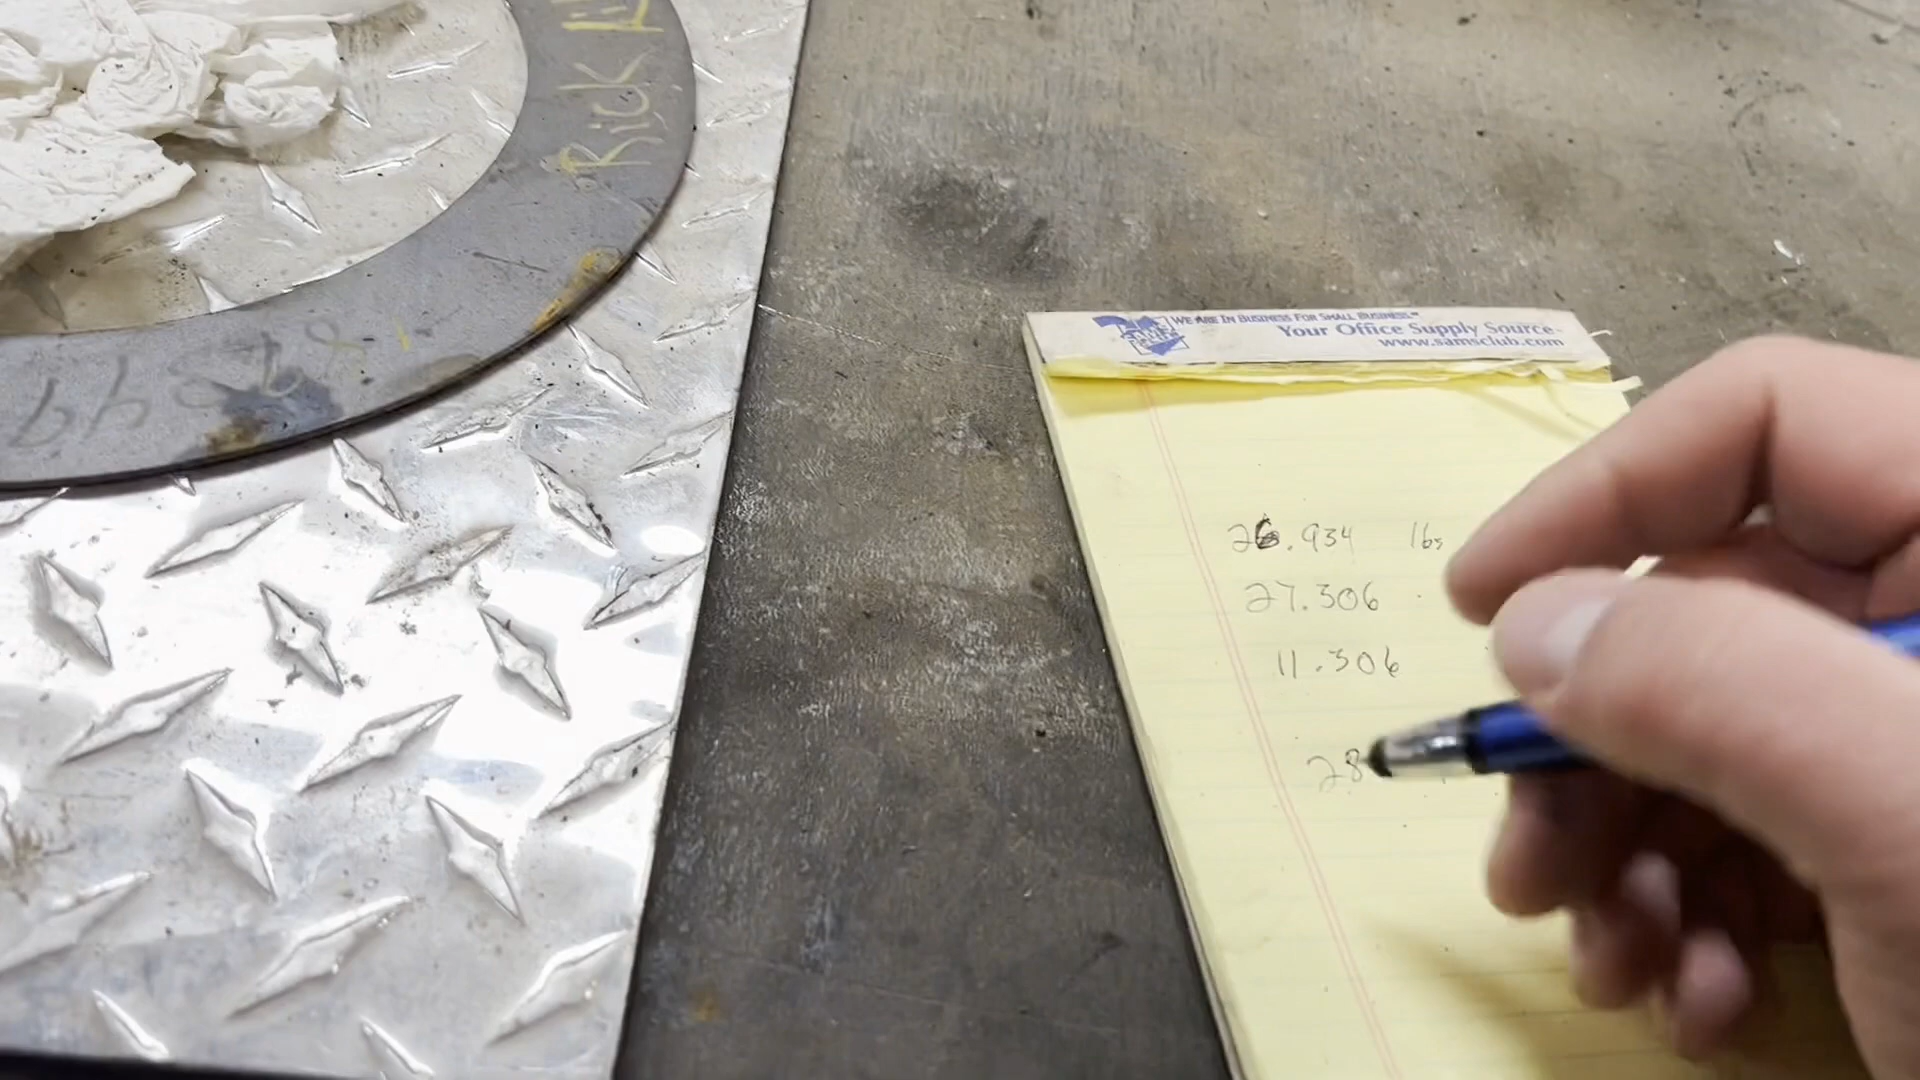 Rick
WE ARE IN BUSINESS FOR SMALL BUSINESS
SAM'S
Your Office Supply Source
www.samsclub.com
26.934 lbs
27.306
11.306
28